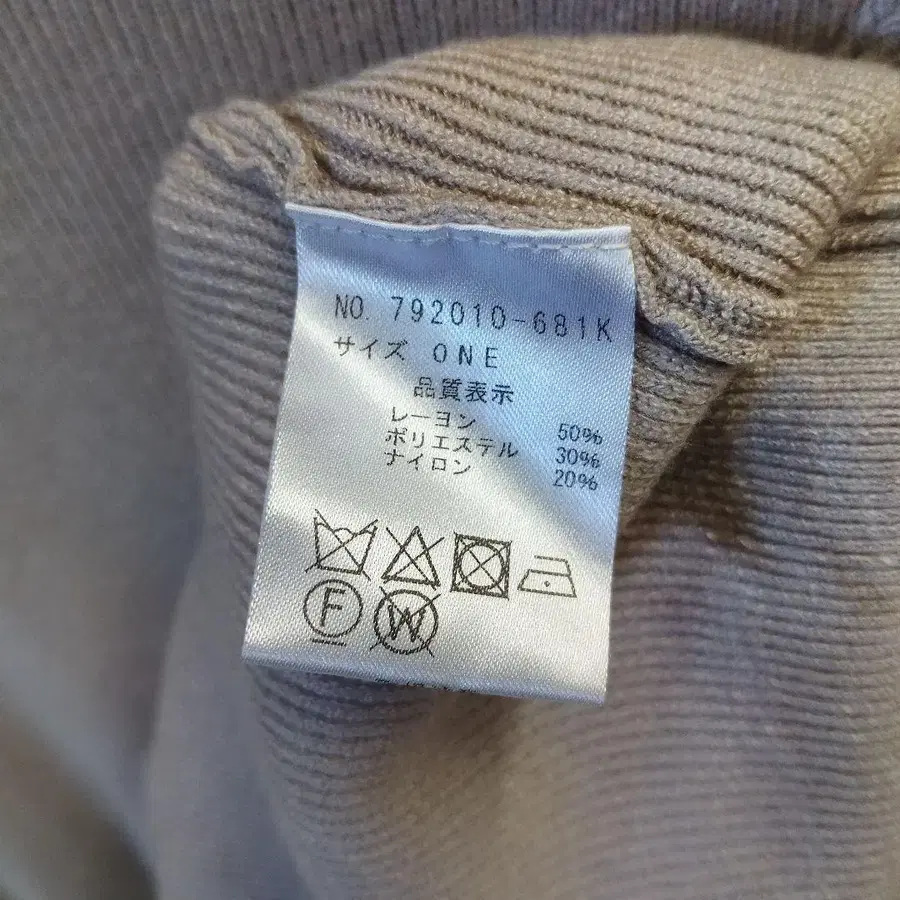 NO. 792010-681K
サイズ ONE
品質表示
レーヨン 50%
ポリエステル 30%
ナイロン 20%
F W